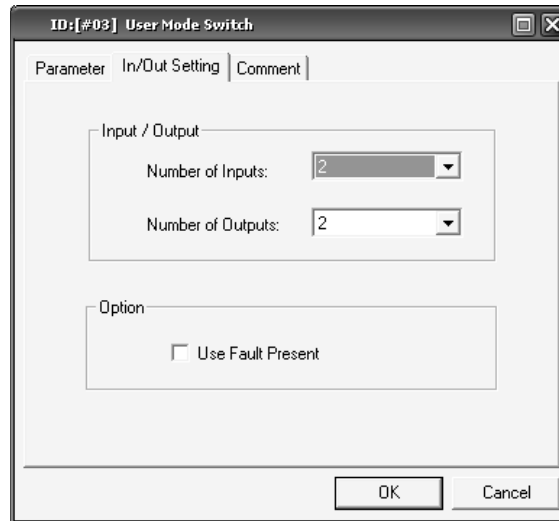 ID:[#03] User Mode Switch
Parameter In/Out Setting Comment
Input / Output
Number of Inputs: 2
Number of Outputs: 2
Option
Use Fault Present
OK Cancel